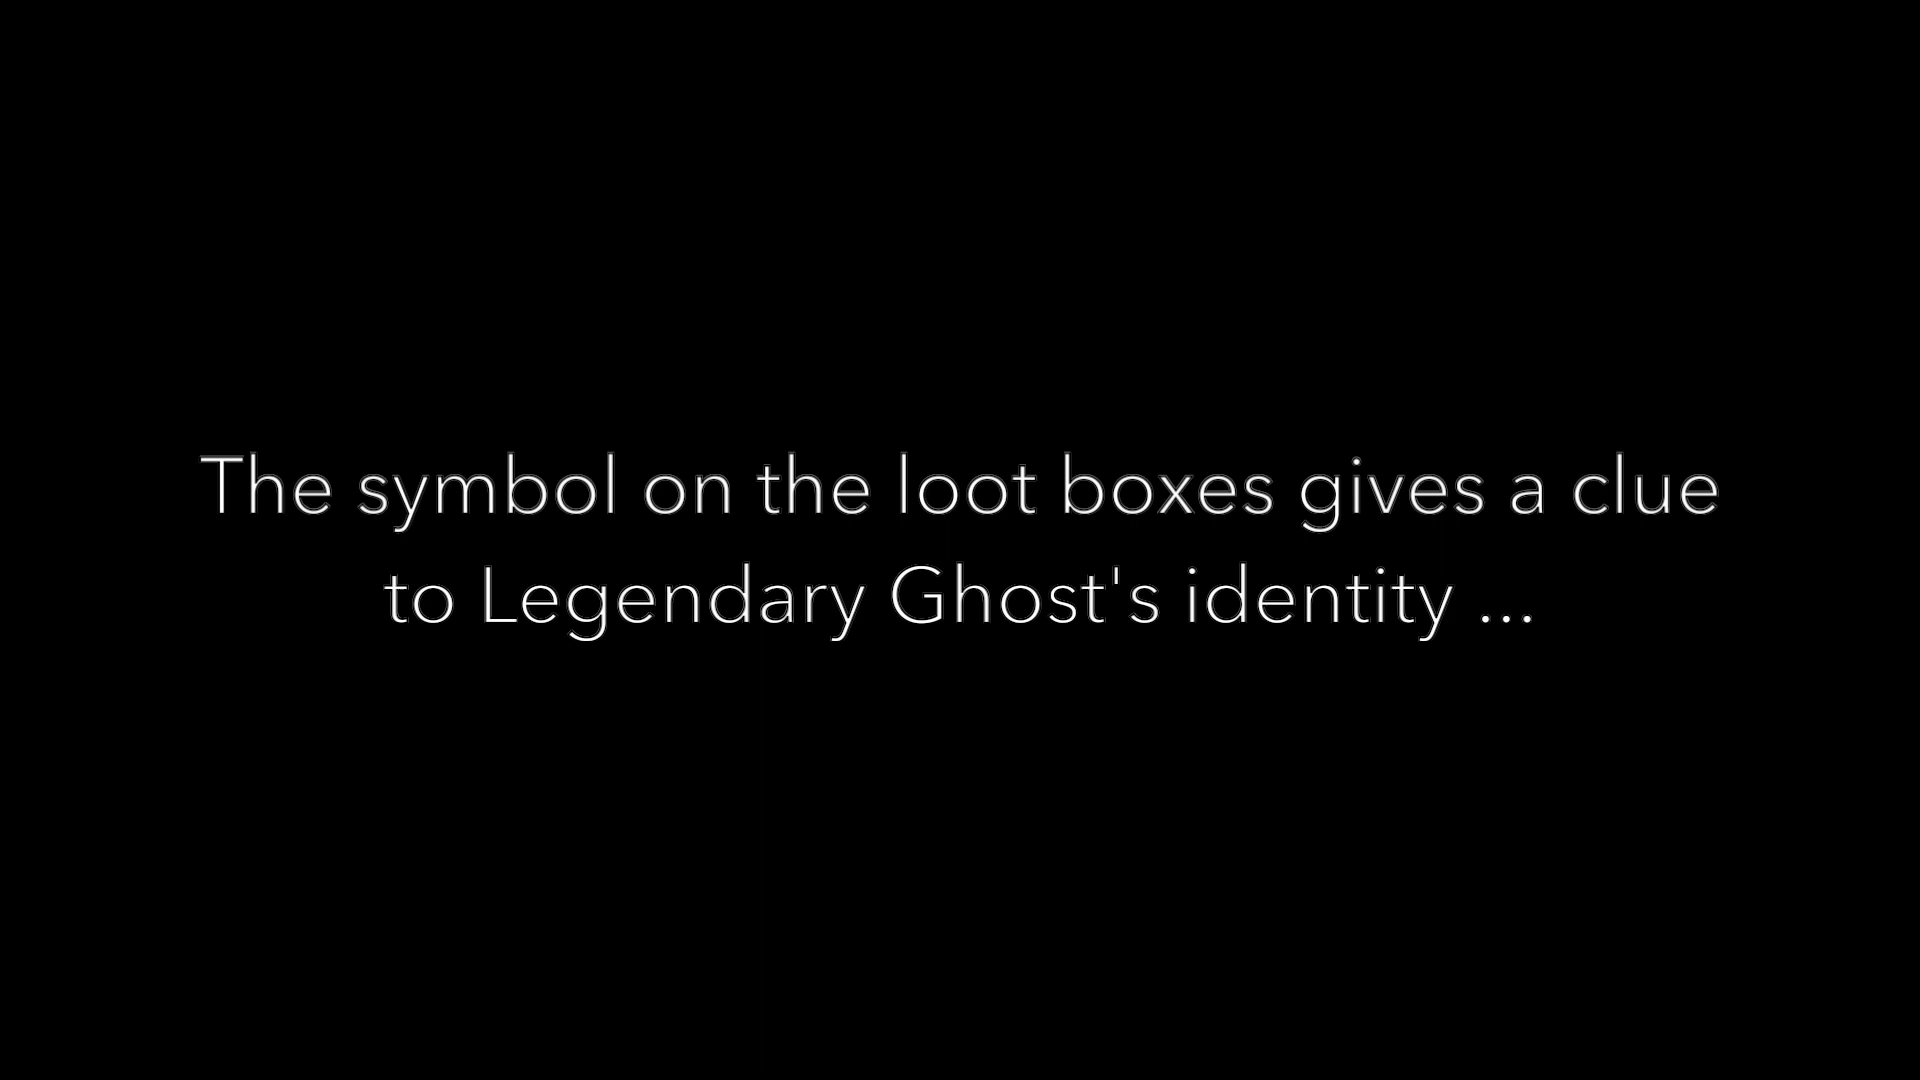 The symbol on the loot boxes gives a clue
to Legendary Ghost's identity ...